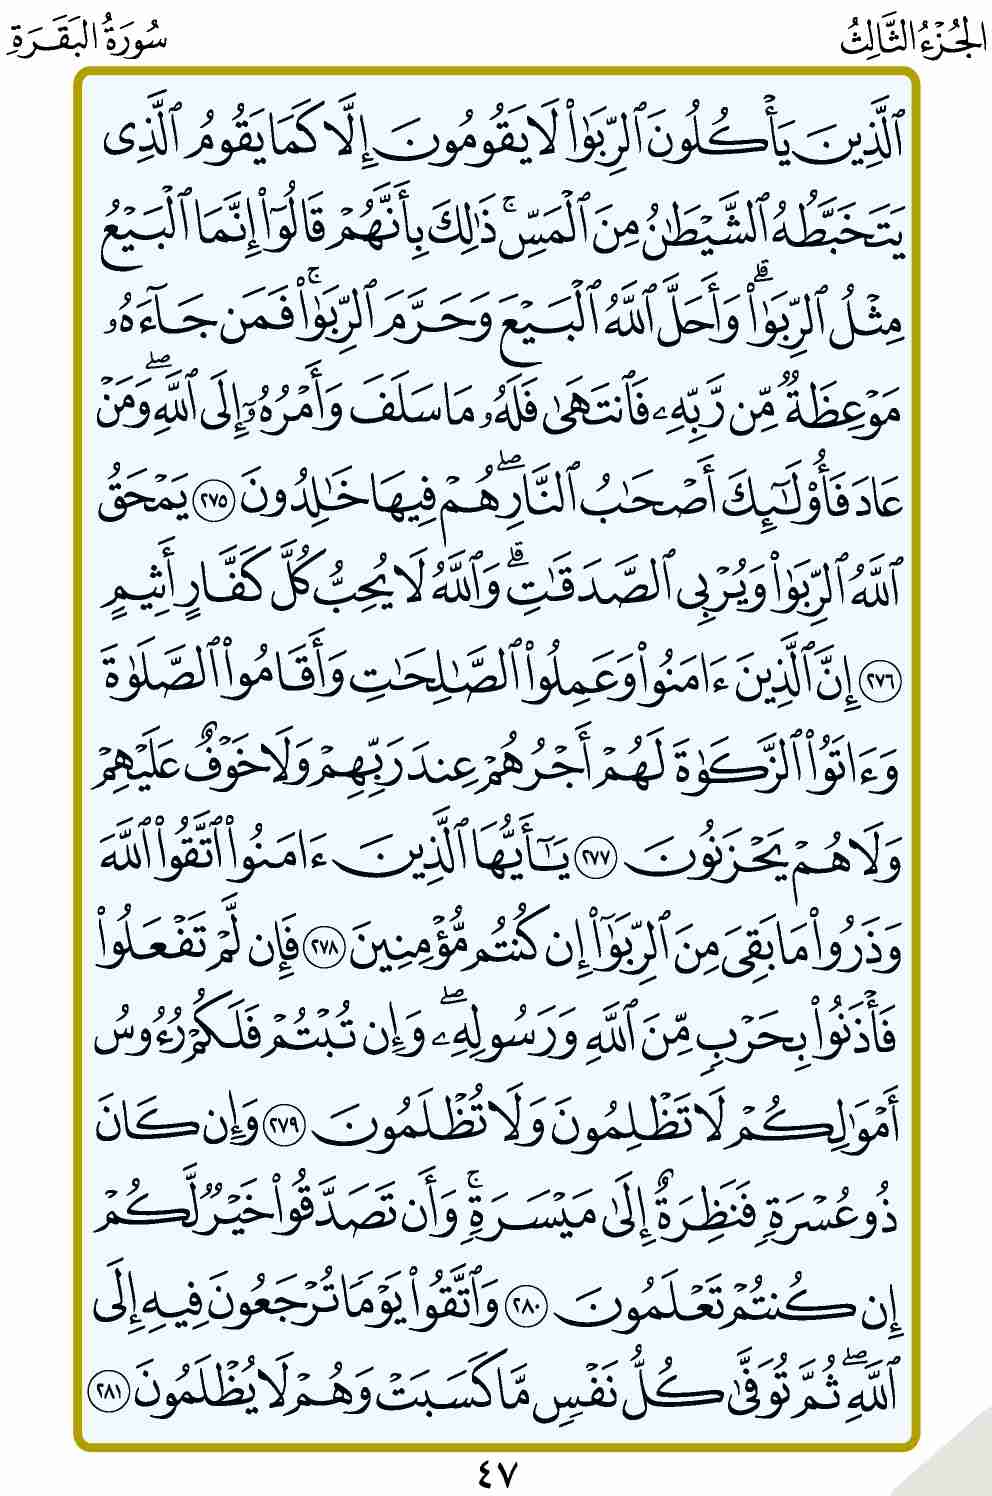 الجُزْءُ الثَّالِثُ
سُورَةُ البَقَرَةِ
ٱلَّذِينَ يَأْكُلُونَ ٱلرِّبَوٰا۟ لَا يَقُومُونَ إِلَّا كَمَا يَقُومُ ٱلَّذِى
يَتَخَبَّطُهُ ٱلشَّيْطَٰنُ مِنَ ٱلْمَسِّ ۚ ذَٰلِكَ بِأَنَّهُمْ قَالُوٓا۟ إِنَّمَا ٱلْبَيْعُ
مِثْلُ ٱلرِّبَوٰا۟ ۗ وَأَحَلَّ ٱللَّهُ ٱلْبَيْعَ وَحَرَّمَ ٱلرِّبَوٰا۟ ۚ فَمَن جَآءَهُۥ
مَوْعِظَةٌ مِّن رَّبِّهِۦ فَٱنتَهَىٰ فَلَهُۥ مَا سَلَفَ وَأَمْرُهُۥٓ إِلَى ٱللَّهِ ۖ وَمَنْ
عَادَ فَأُو۟لَٰٓئِكَ أَصْحَٰبُ ٱلنَّارِ ۖ هُمْ فِيهَا خَٰلِدُونَ ٢٧٥ يَمْحَقُ
ٱللَّهُ ٱلرِّبَوٰا۟ وَيُرْبِى ٱلصَّدَقَٰتِ ۗ وَٱللَّهُ لَا يُحِبُّ كُلَّ كَفَّارٍ أَثِيمٍ
٢٧٦ إِنَّ ٱلَّذِينَ ءَامَنُوا۟ وَعَمِلُوا۟ ٱلصَّٰلِحَٰتِ وَأَقَامُوا۟ ٱلصَّلَوٰةَ
وَءَاتَوُا۟ ٱلزَّكَوٰةَ لَهُمْ أَجْرُهُمْ عِندَ رَبِّهِمْ وَلَا خَوْفٌ عَلَيْهِمْ
وَلَا هُمْ يَحْزَنُونَ ٢٧٧ يَٰٓأَيُّهَا ٱلَّذِينَ ءَامَنُوا۟ ٱتَّقُوا۟ ٱللَّهَ
وَذَرُوا۟ مَا بَقِىَ مِنَ ٱلرِّبَوٰٓا۟ إِن كُنتُم مُّؤْمِنِينَ ٢٧٨ فَإِن لَّمْ تَفْعَلُوا۟
فَأْذَنُوا۟ بِحَرْبٍ مِّنَ ٱللَّهِ وَرَسُولِهِۦ ۖ وَإِن تُبْتُمْ فَلَكُمْ رُءُوسُ
أَمْوَٰلِكُمْ لَا تَظْلِمُونَ وَلَا تُظْلَمُونَ ٢٧٩ وَإِن كَانَ
ذُو عُسْرَةٍ فَنَظِرَةٌ إِلَىٰ مَيْسَرَةٍ ۚ وَأَن تَصَدَّقُوا۟ خَيْرٌ لَّكُمْ
إِن كُنتُمْ تَعْلَمُونَ ٢٨٠ وَٱتَّقُوا۟ يَوْمًا تُرْجَعُونَ فِيهِ إِلَى
ٱللَّهِ ۖ ثُمَّ تُوَفَّىٰ كُلُّ نَفْسٍ مَّا كَسَبَتْ وَهُمْ لَا يُظْلَمُونَ ٢٨١
٤٧